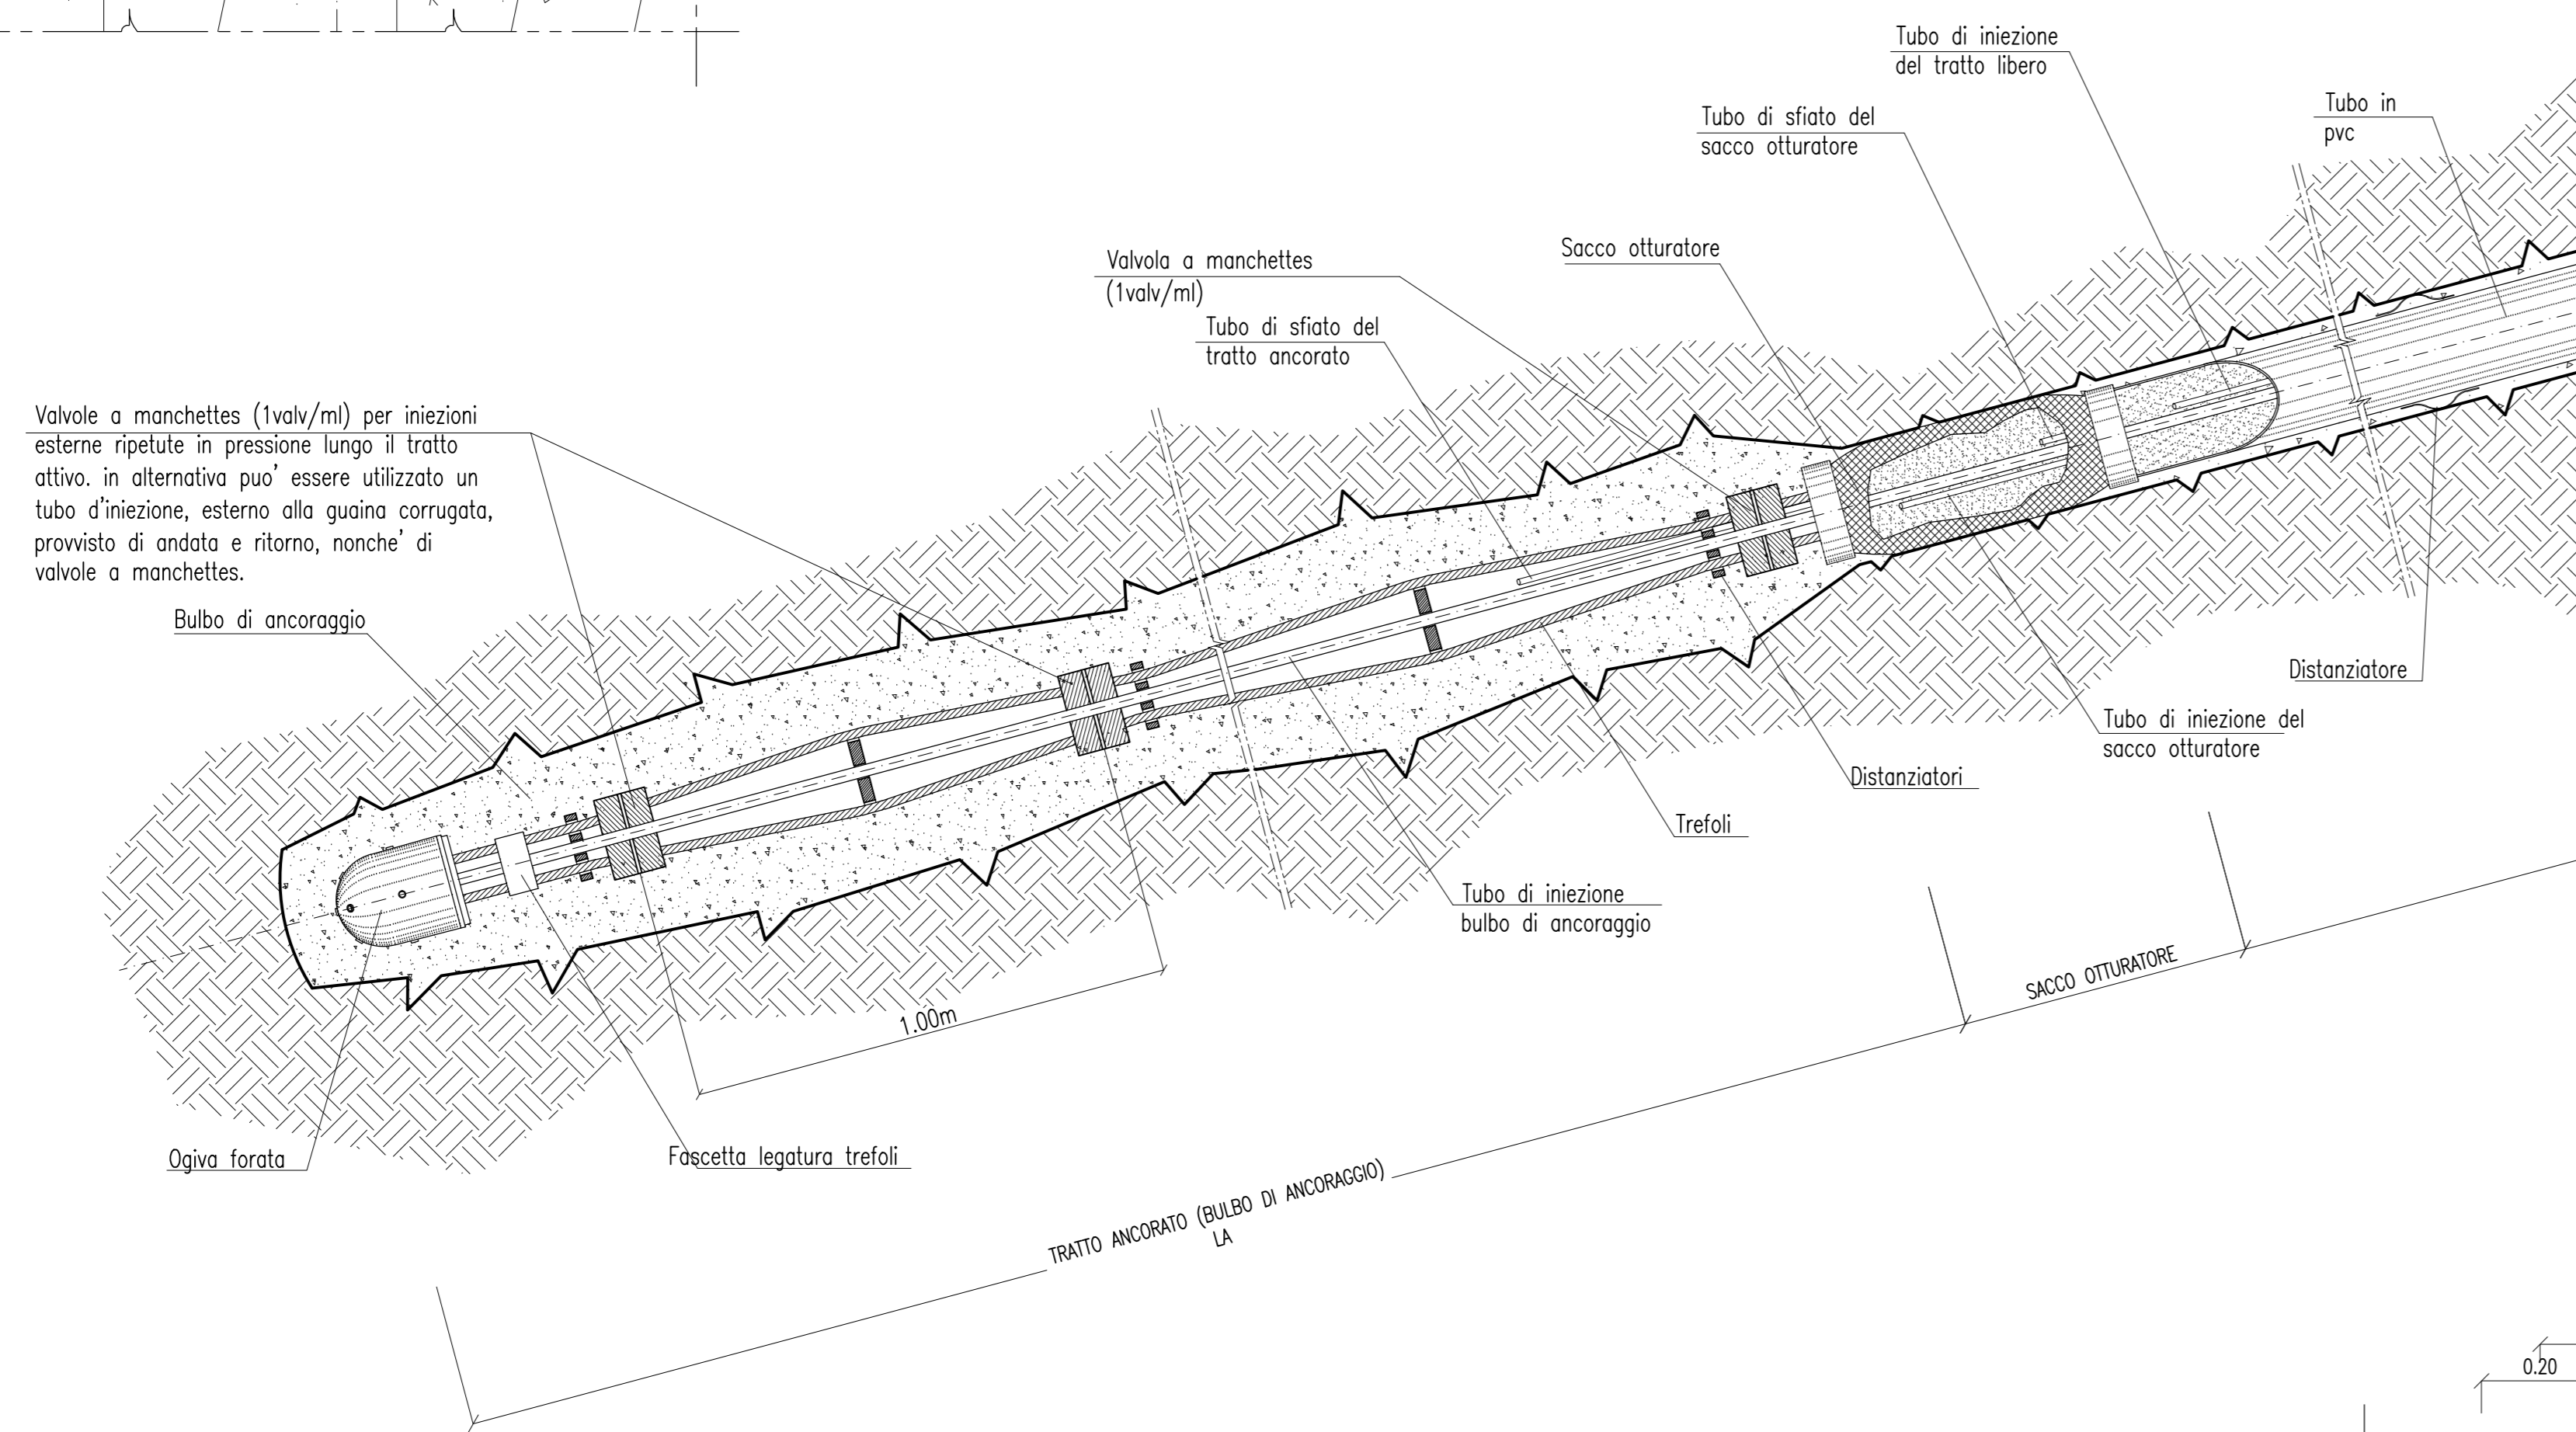 Tubo di iniezione
del tratto libero
Tubo in
pvc
Tubo di sfiato del
sacco otturatore
Sacco otturatore
Valvola a manchettes
(1valv/ml)
Tubo di sfiato del
tratto ancorato
Valvole a manchettes (1valv/ml) per iniezioni
esterne ripetute in pressione lungo il tratto
attivo. in alternativa puo' essere utilizzato un
tubo d'iniezione, esterno alla guaina corrugata,
provvisto di andata e ritorno, nonche' di
valvole a manchettes.
Bulbo di ancoraggio
Distanziatore
Tubo di iniezione del
sacco otturatore
Distanziatori
Trefoli
Tubo di iniezione
bulbo di ancoraggio
SACCO OTTURATORE
1.00m
Fascetta legatura trefoli
Ogiva forata
TRATTO ANCORATO (BULBO DI ANCORAGGIO)
LA
0.20